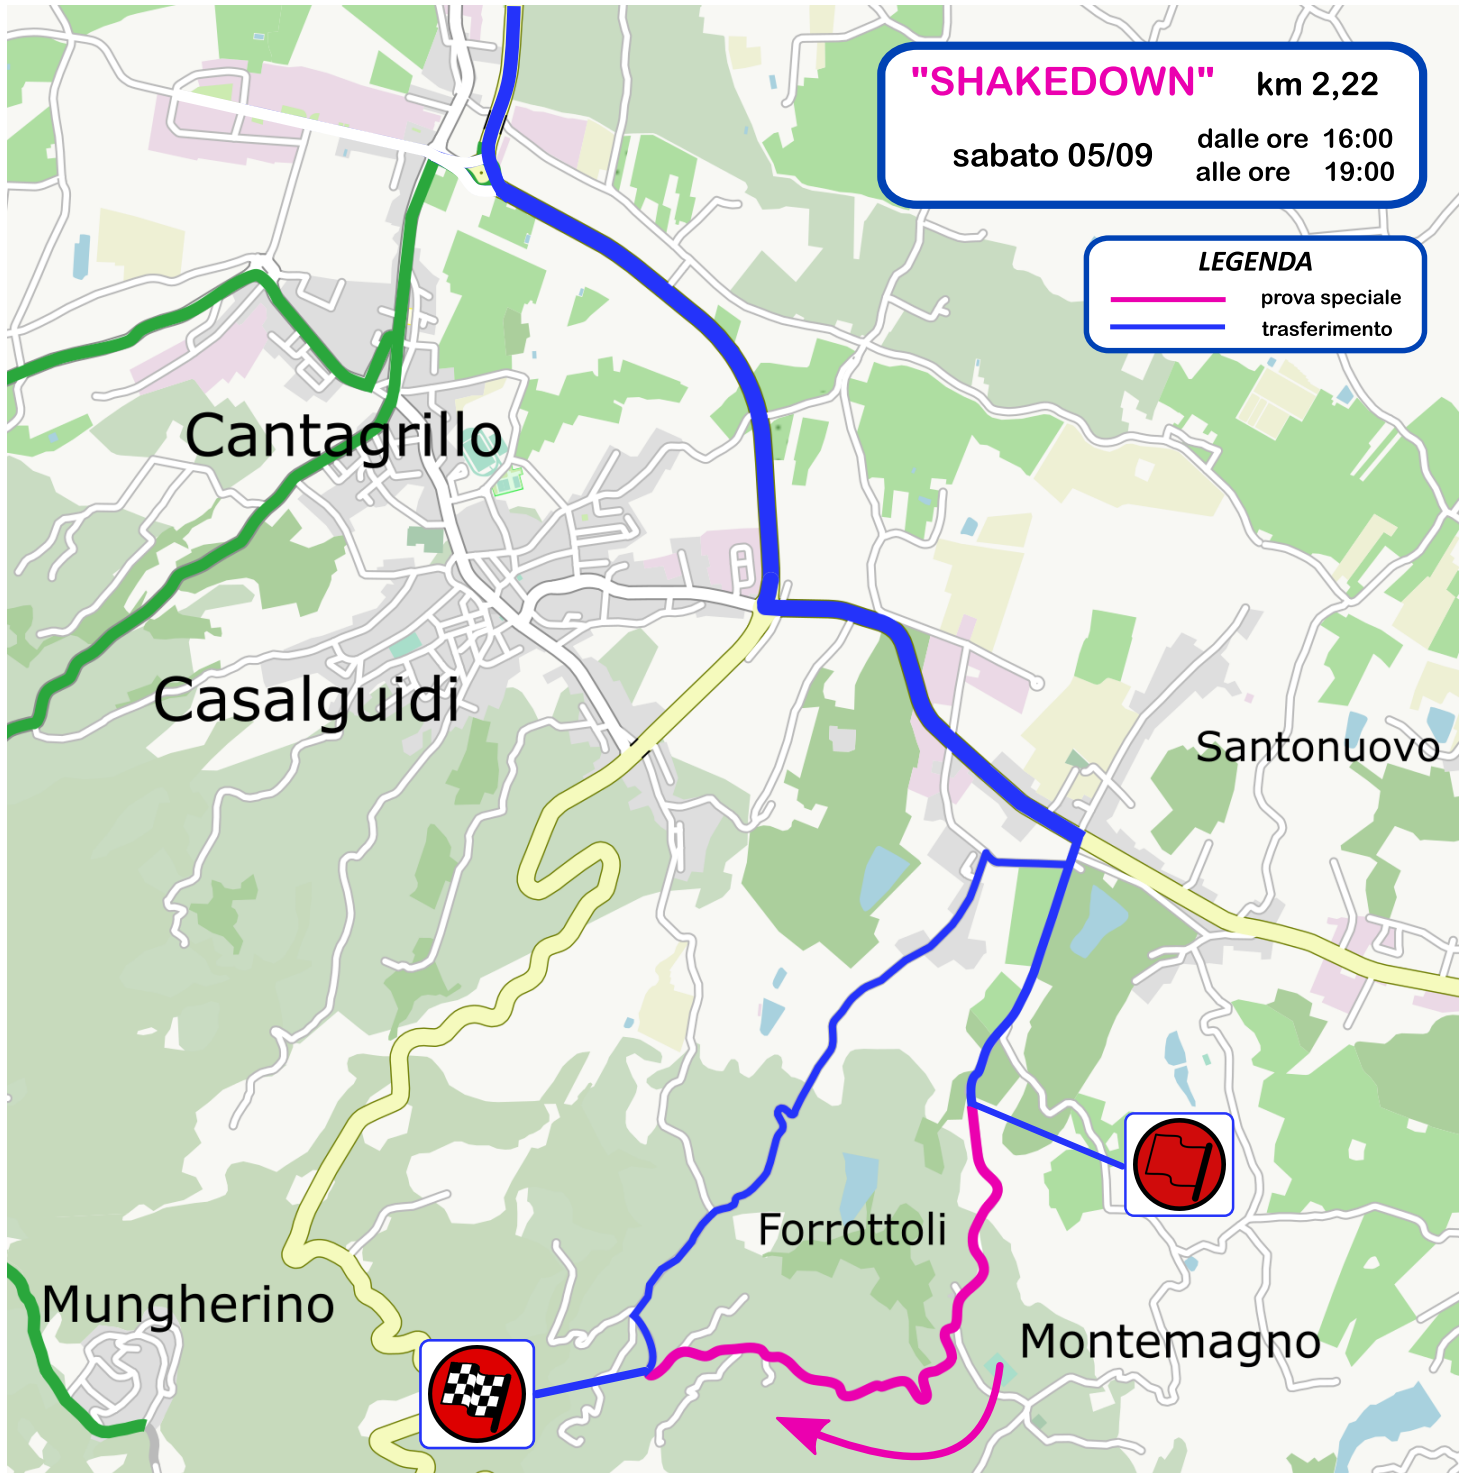 "SHAKEDOWN" km 2,22
sabato 05/09
dalle ore 16:00
alle ore 19:00
LEGENDA
prova speciale
trasferimento
Cantagrillo
Casalguidi
Santonuovo
Forrottoli
Mungherino
Montemagno